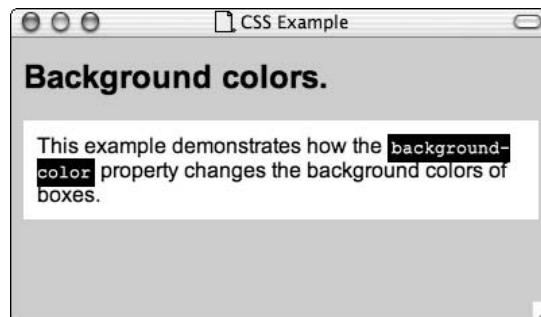 CSS Example
Background colors.
This example demonstrates how the background-
color property changes the background colors of
boxes.